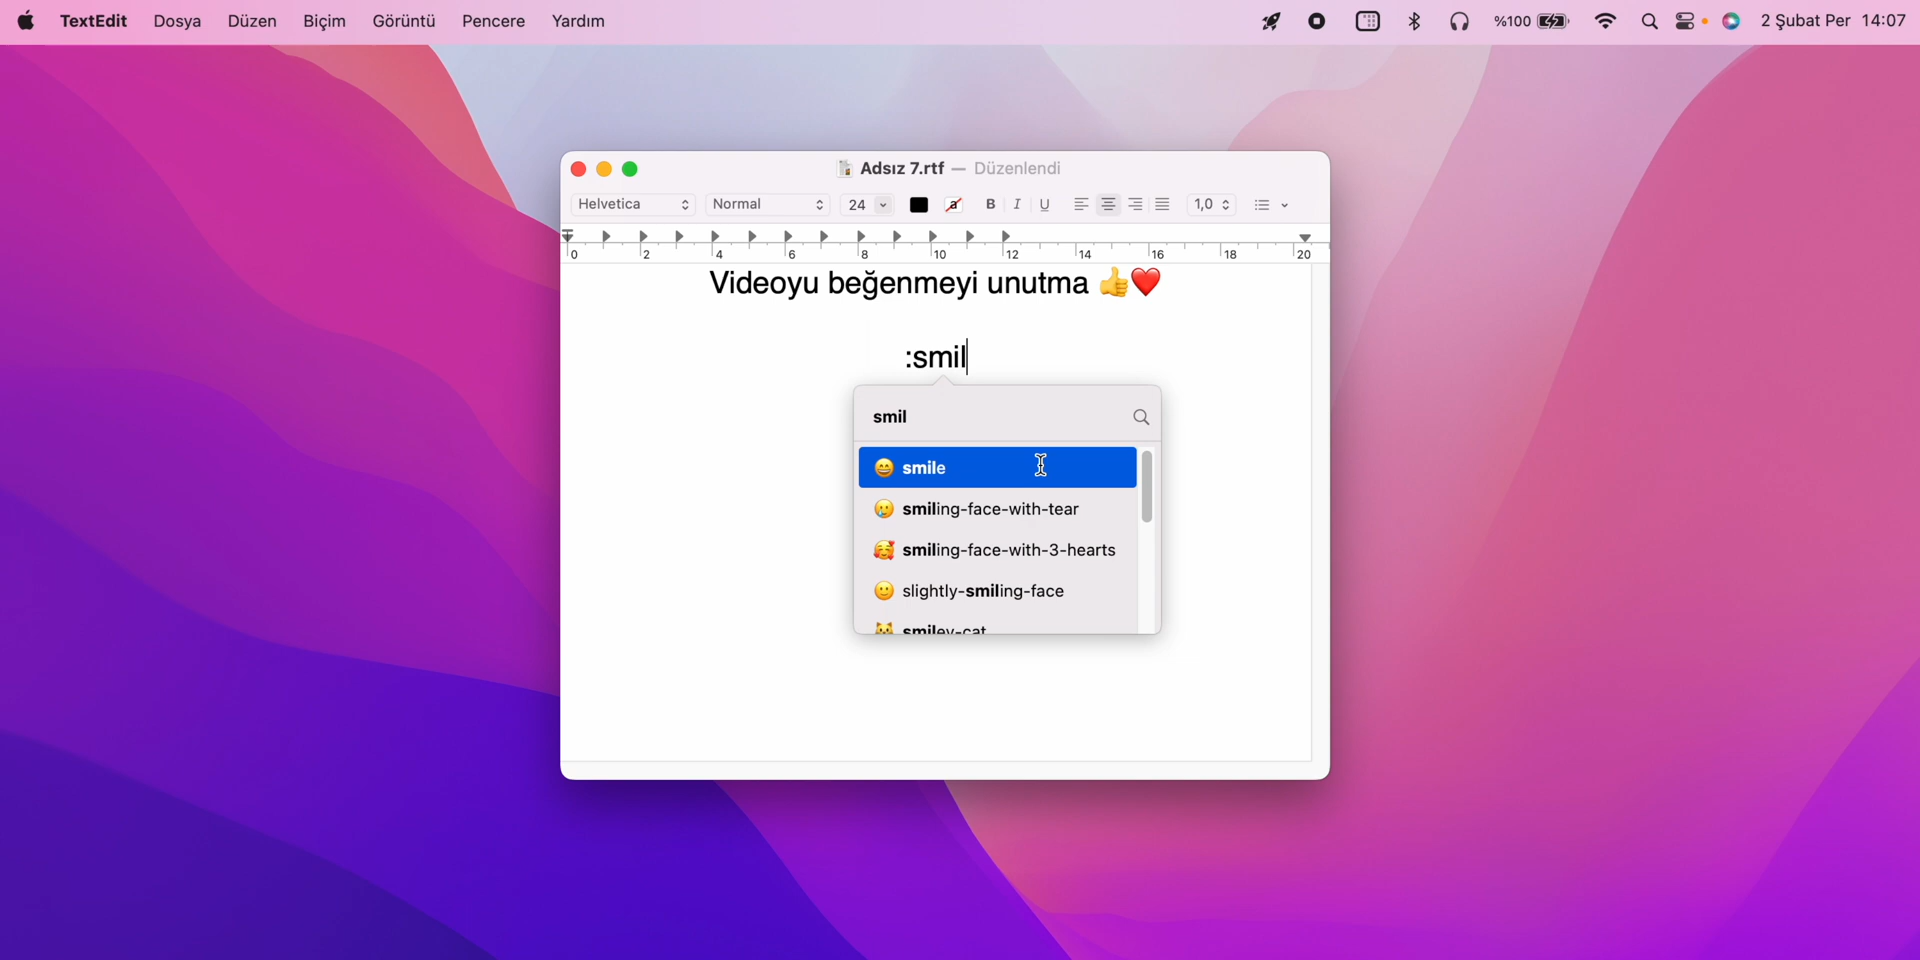 TextEdit Dosya Düzen Biçim Görüntü Pencere Yardım %100 2 Şubat Per 14:07
Adsız 7.rtf — Düzenlendi
Helvetica Normal 24 a B I U 1,0
0 2 4 6 8 10 12 14 16 18 20
Videoyu beğenmeyi unutma 👍❤️
:smil
smil
😄 smile
🥲 smiling-face-with-tear
🥰 smiling-face-with-3-hearts
🙂 slightly-smiling-face
smiley-cat